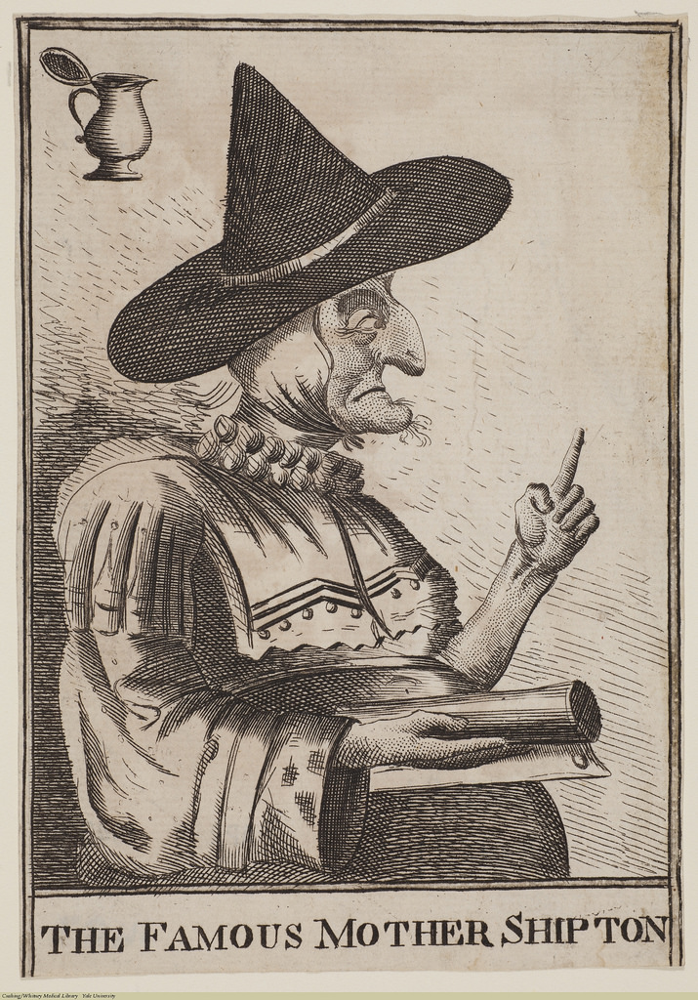 THE FAMOUS MOTHER SHIPTON
Cushing/Whitney Medical Library Yale University